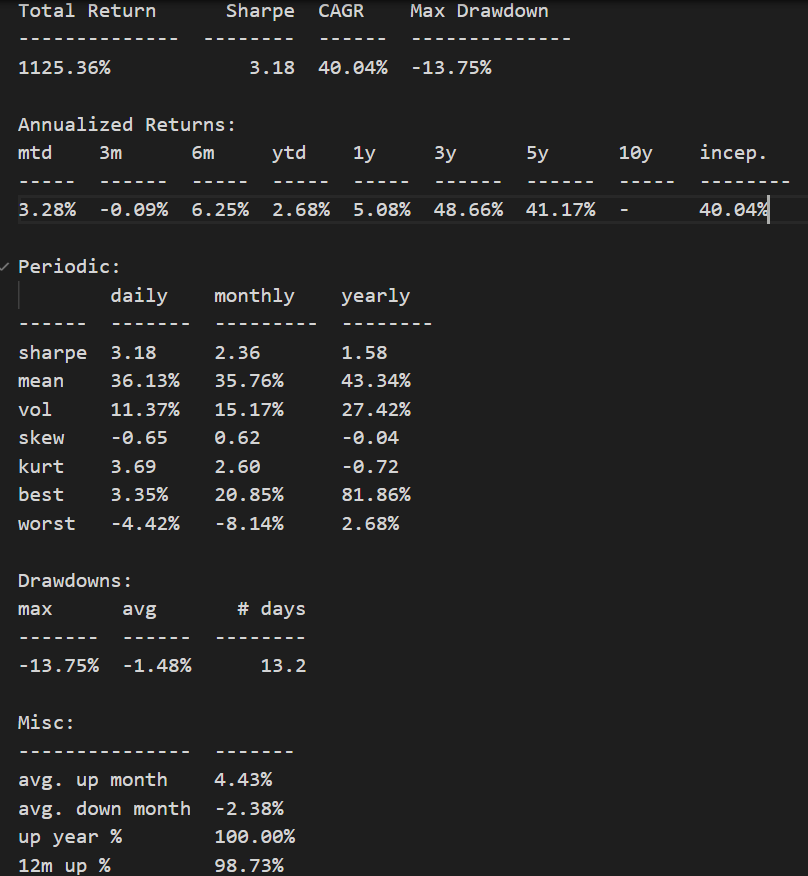 Total Return      Sharpe  CAGR    Max Drawdown
--------------  --------  ------  --------------
1125.36%            3.18  40.04%  -13.75%
Annualized Returns:
mtd    3m      6m     ytd    1y     3y      5y      10y    incep.
-----  ------  -----  -----  -----  ------  ------  -----  --------
3.28%  -0.09%  6.25%  2.68%  5.08%  48.66%  41.17%  -      40.04%
Periodic:
        daily    monthly    yearly
------  -------  ---------  --------
sharpe  3.18     2.36       1.58
mean    36.13%   35.76%     43.34%
vol     11.37%   15.17%     27.42%
skew    -0.65    0.62       -0.04
kurt    3.69     2.60       -0.72
best    3.35%    20.85%     81.86%
worst   -4.42%   -8.14%     2.68%
Drawdowns:
max      avg       # days
-------  ------  --------
-13.75%  -1.48%      13.2
Misc:
---------------  -------
avg. up month    4.43%
avg. down month  -2.38%
up year %        100.00%
12m up %         98.73%